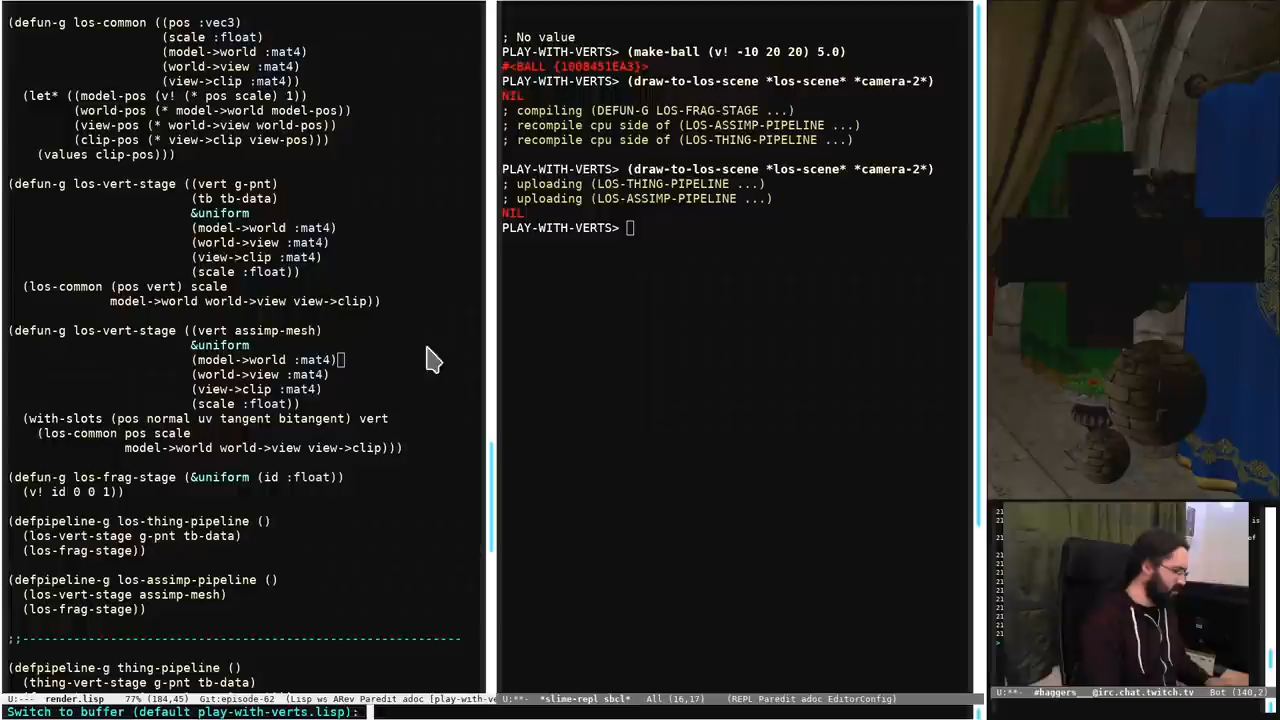 (defun-g los-common ((pos :vec3)
(scale :float)
(model->world :mat4)
(world->view :mat4)
(view->clip :mat4))
(let* ((model-pos (v! (* pos scale) 1))
(world-pos (* model->world model-pos))
(view-pos (* world->view world-pos))
(clip-pos (* view->clip view-pos)))
(values clip-pos)))
(defun-g los-vert-stage ((vert g-pnt)
(tb tb-data)
&uniform
(model->world :mat4)
(world->view :mat4)
(view->clip :mat4)
(scale :float))
(los-common (pos vert) scale
model->world world->view view->clip))
(defun-g los-vert-stage ((vert assimp-mesh)
&uniform
(model->world :mat4)
(world->view :mat4)
(view->clip :mat4)
(scale :float))
(with-slots (pos normal uv tangent bitangent) vert
(los-common pos scale
model->world world->view view->clip)))
(defun-g los-frag-stage (&uniform (id :float))
(v! id 0 0 1))
(defpipeline-g los-thing-pipeline ()
(los-vert-stage g-pnt tb-data)
(los-frag-stage))
(defpipeline-g los-assimp-pipeline ()
(los-vert-stage assimp-mesh)
(los-frag-stage))
;;------------------------------------------------------------
(defpipeline-g thing-pipeline ()
(vert-stage g-pnt tb-data)
U:--- render.lisp 77% (184,45) Git:episode-62 (Lisp ws ARev Paredit adoc [play-with-ve
Switch to buffer (default play-with-verts.lisp):
; No value
PLAY-WITH-VERTS> (make-ball (v! -10 20 20) 5.0)
#<BALL {1008451EA3}>
PLAY-WITH-VERTS> (draw-to-los-scene *los-scene* *camera-2*)
NIL
; compiling (DEFUN-G LOS-FRAG-STAGE ...)
; recompile cpu side of (LOS-ASSIMP-PIPELINE ...)
; recompile cpu side of (LOS-THING-PIPELINE ...)
PLAY-WITH-VERTS> (draw-to-los-scene *los-scene* *camera-2*)
; uploading (LOS-THING-PIPELINE ...)
; uploading (LOS-ASSIMP-PIPELINE ...)
NIL
PLAY-WITH-VERTS>
U:**- *slime-repl sbcl* All (16,17) (REPL Paredit adoc EditorConfig)
21
21 is
21 of
21
21
21
21
21
21
21
>
U:**- #baggers__@irc.chat.twitch.tv Bot (140,2)